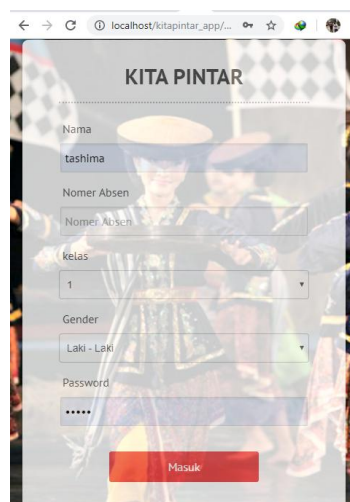 localhost/kitapintar_app/...
KITA PINTAR
Nama
tashima
Nomer Absen
Nomer Absen
kelas
1
Gender
Laki - Laki
Password
•••••
Masuk